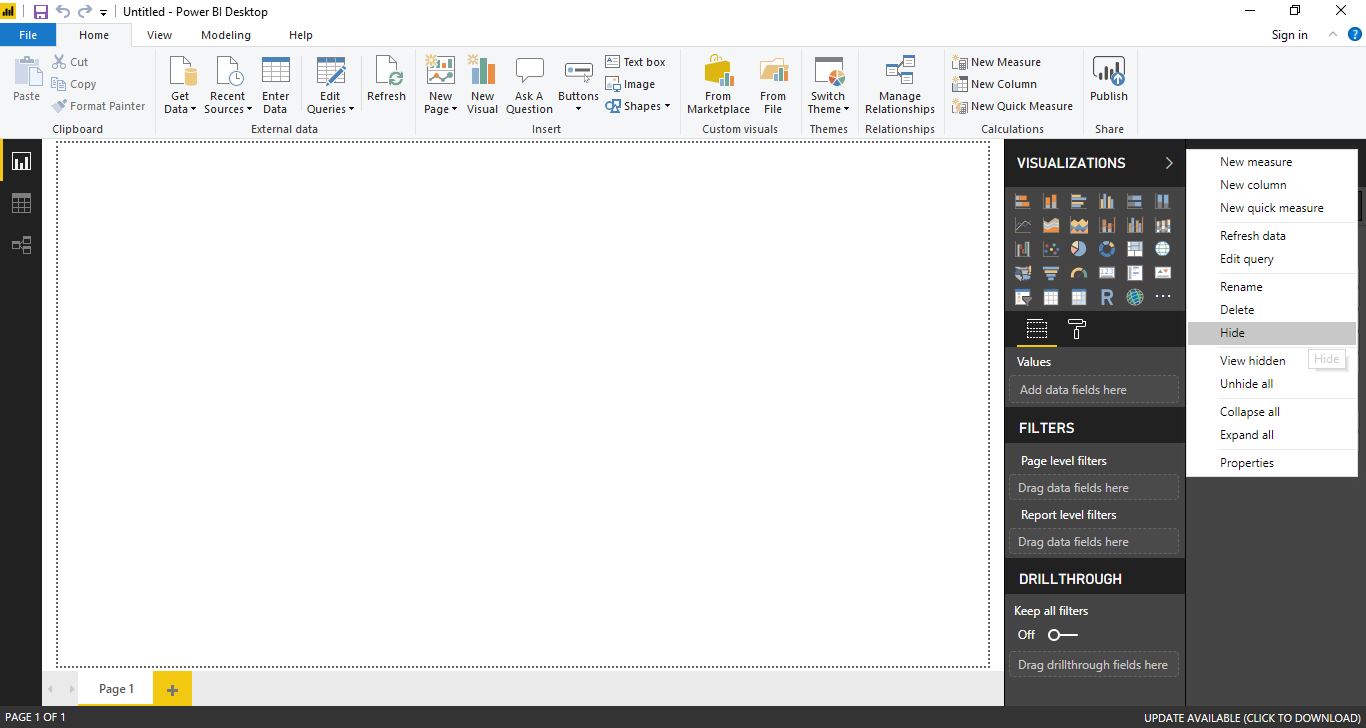 Untitled - Power BI Desktop
File Home View Modeling Help Sign in ?
Paste
Cut
Copy
Format Painter
Clipboard
Get Data
Recent Sources
Enter Data
Edit Queries
Refresh
External data
New Page
New Visual
Ask A Question
Buttons
Text box
Image
Shapes
Insert
From Marketplace
From File
Custom visuals
Switch Theme
Themes
Manage Relationships
Relationships
New Measure
New Column
New Quick Measure
Calculations
Publish
Share
VISUALIZATIONS
R
Values
Add data fields here
FILTERS
Page level filters
Drag data fields here
Report level filters
Drag data fields here
DRILLTHROUGH
Keep all filters
Off
Drag drillthrough fields here
New measure
New column
New quick measure
Refresh data
Edit query
Rename
Delete
Hide
View hidden
Hide
Unhide all
Collapse all
Expand all
Properties
Page 1
PAGE 1 OF 1
UPDATE AVAILABLE (CLICK TO DOWNLOAD)